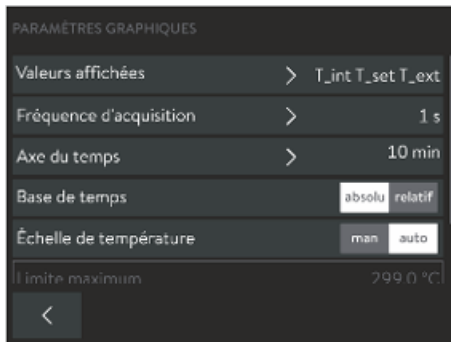 PARAMÈTRES GRAPHIQUES
Valeurs affichées > T_int T_set T_ext
Fréquence d'acquisition > 1 s
Axe du temps > 10 min
Base de temps absolu relatif
Échelle de température man auto
Limite maximum 299.0 °C
<